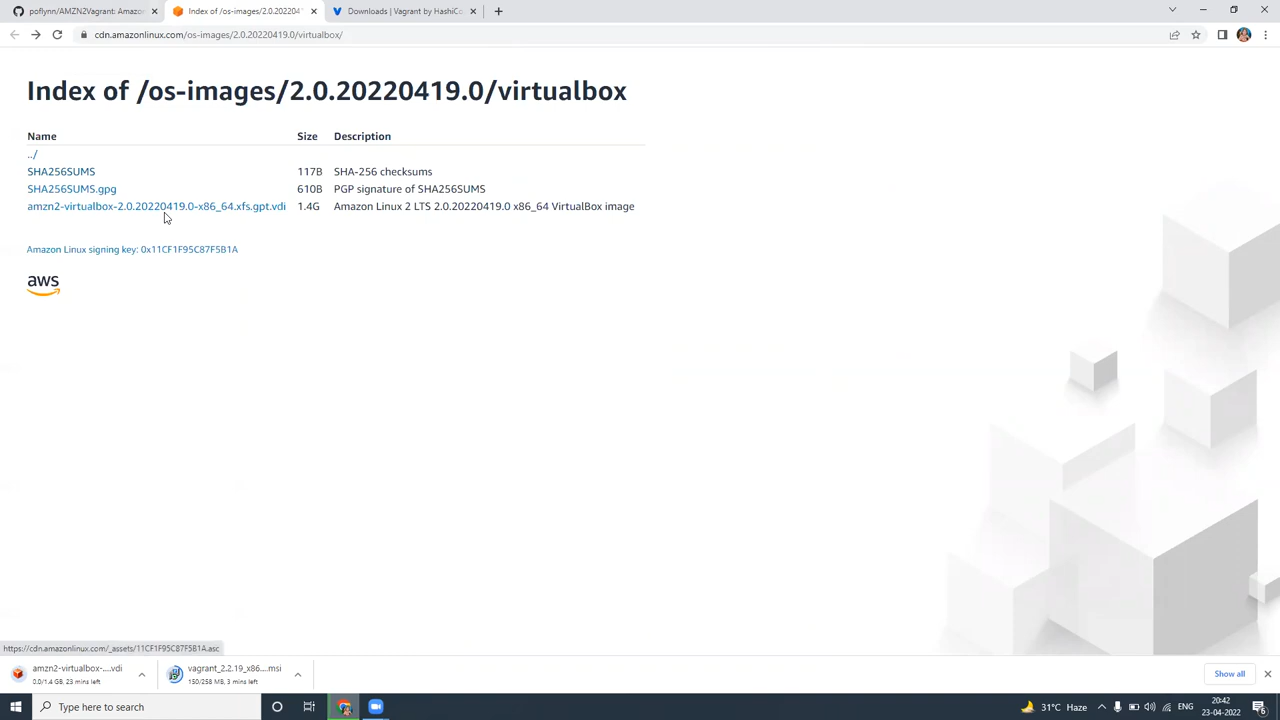 poflynn/AMZN2Vagrant: Amazo
Index of /os-images/2.0.20220419
Downloads | Vagrant by HashiCo
cdn.amazonlinux.com/os-images/2.0.20220419.0/virtualbox/
Index of /os-images/2.0.20220419.0/virtualbox
Name Size Description
../
SHA256SUMS 117B SHA-256 checksums
SHA256SUMS.gpg 610B PGP signature of SHA256SUMS
amzn2-virtualbox-2.0.20220419.0-x86_64.xfs.gpt.vdi 1.4G Amazon Linux 2 LTS 2.0.20220419.0 x86_64 VirtualBox image
Amazon Linux signing key: 0x11CF1F95C87F5B1A
aws
https://cdn.amazonlinux.com/_assets/11CF1F95C87F5B1A.asc
amzn2-virtualbox-....vdi
0.0/1.4 GB, 23 mins left
vagrant_2.2.19_x86....msi
150/258 MB, 3 mins left
Show all
Type here to search
31°C Haze
ENG
20:42
23-04-2022
6